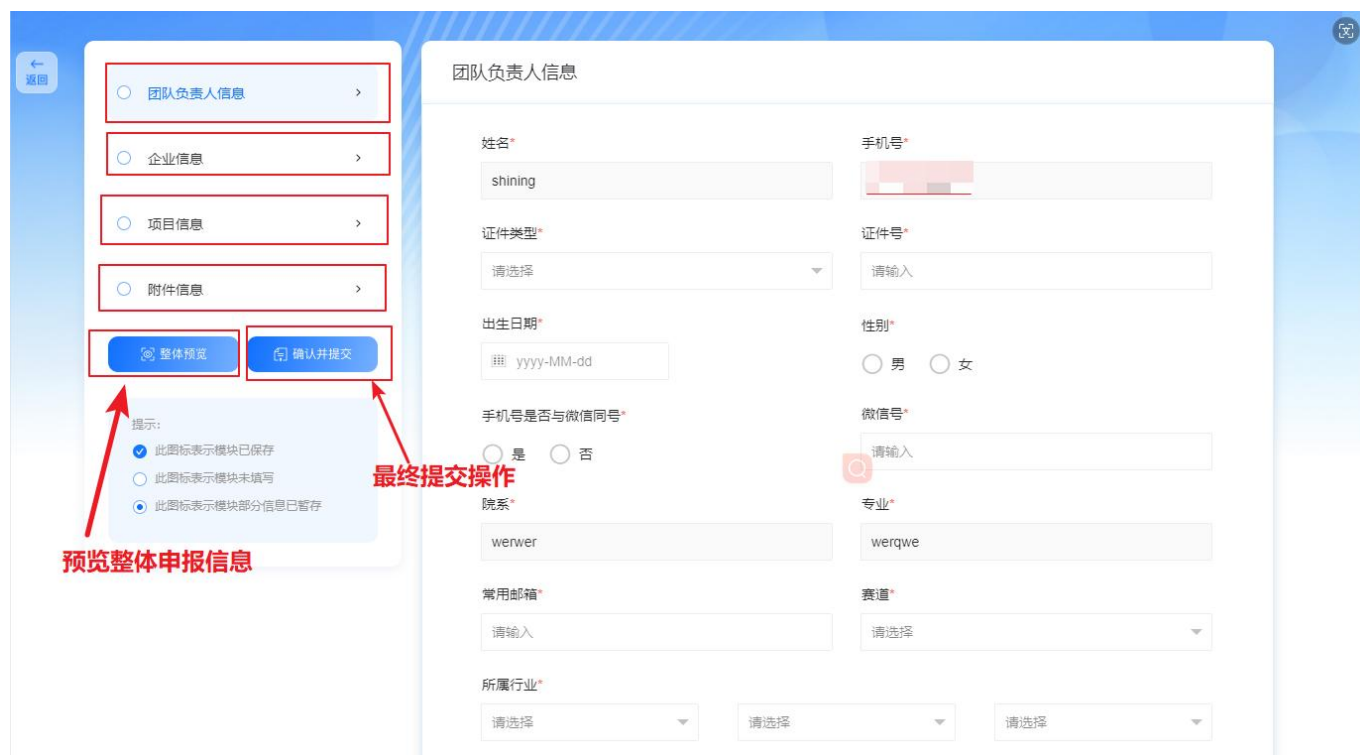 返回
团队负责人信息
企业信息
项目信息
附件信息
整体预览
确认并提交
提示:
此图标表示模块已保存
此图标表示模块未填写
此图标表示模块部分信息已暂存
最终提交操作
预览整体申报信息
团队负责人信息
姓名* 手机号*
shining
证件类型* 证件号*
请选择 请输入
出生日期* 性别*
yyyy-MM-dd 男 女
手机号是否与微信同号* 微信号*
是 否 请输入
院系* 专业*
werwer werqwe
常用邮箱* 赛道*
请输入 请选择
所属行业*
请选择 请选择 请选择